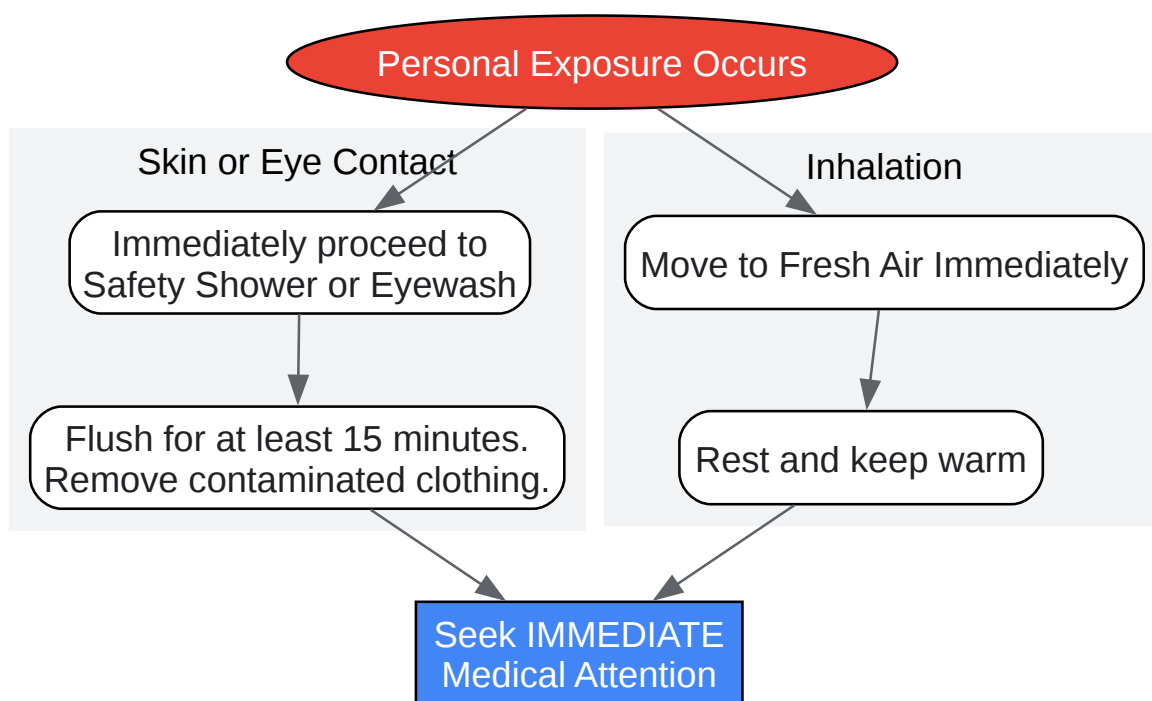 Personal Exposure Occurs
Skin or Eye Contact
Immediately proceed to
Safety Shower or Eyewash
Flush for at least 15 minutes.
Remove contaminated clothing.
Inhalation
Move to Fresh Air Immediately
Rest and keep warm
Seek IMMEDIATE
Medical Attention